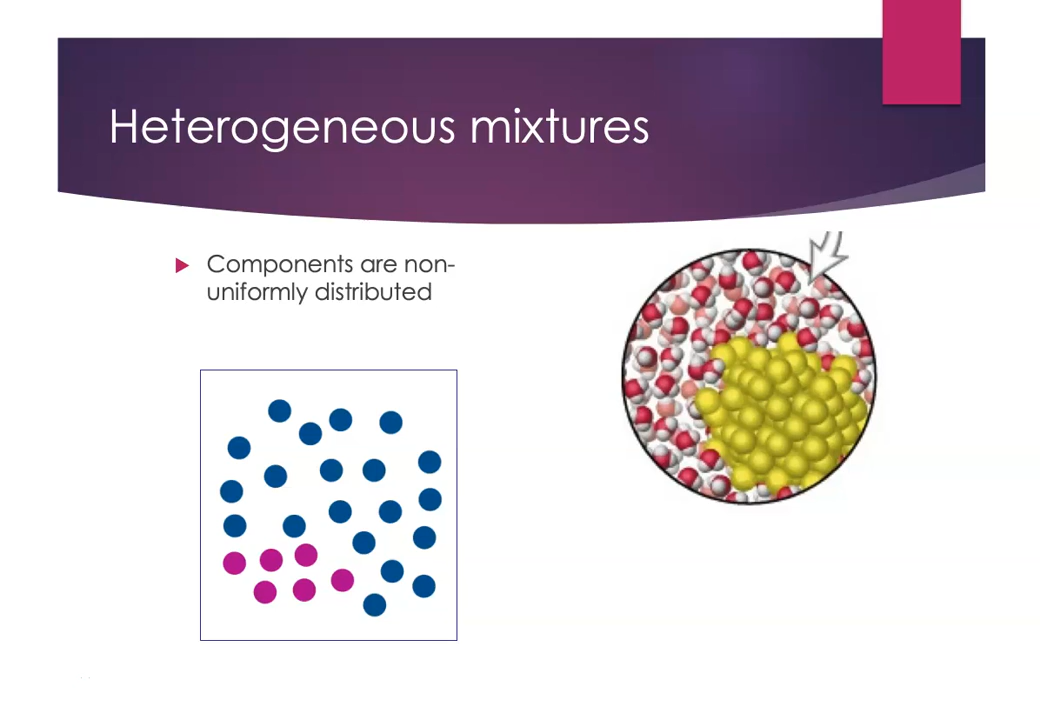 Heterogeneous mixtures
Components are non-
uniformly distributed